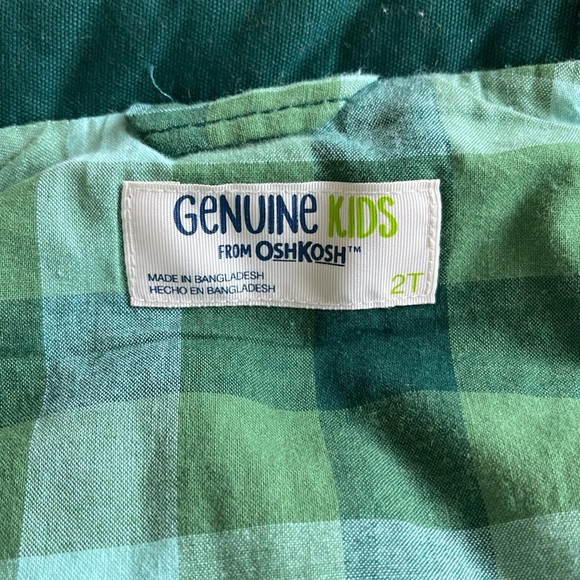 GENUINE KIDS
FROM OSHKOSH™
MADE IN BANGLADESH
HECHO EN BANGLADESH
2T